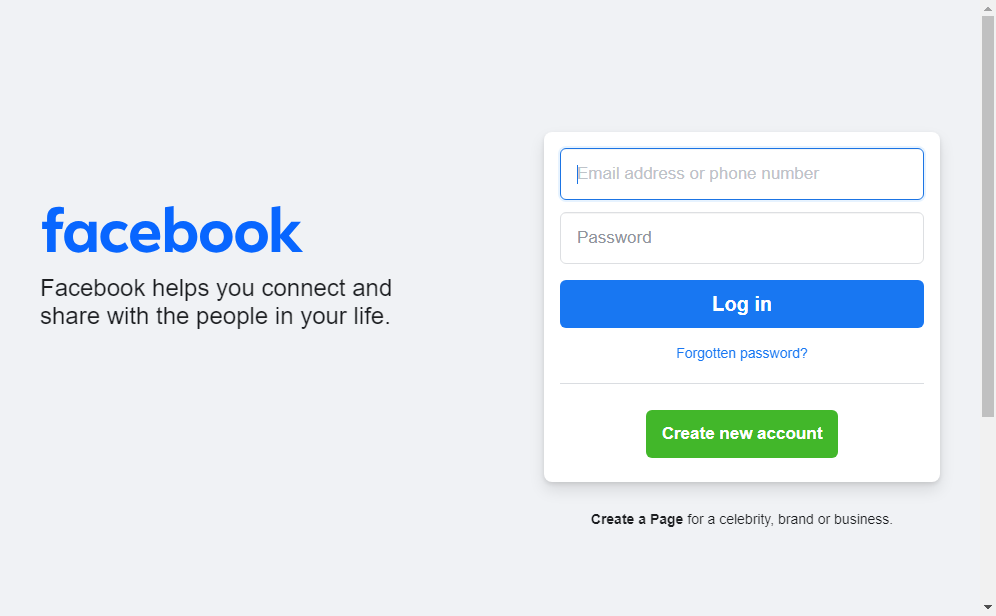 facebook
Facebook helps you connect and
share with the people in your life.
Email address or phone number
Password
Log in
Forgotten password?
Create new account
Create a Page for a celebrity, brand or business.